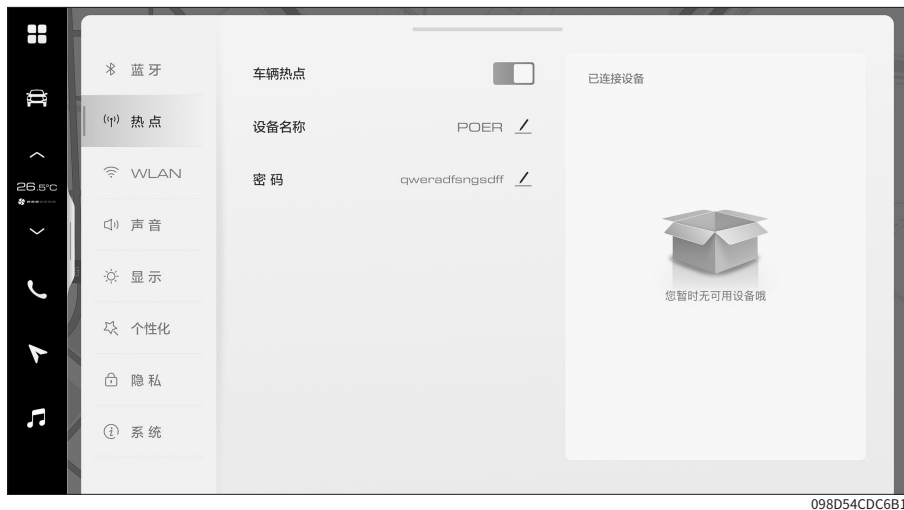 蓝牙
热点
WLAN
声音
显示
个性化
隐私
系统
26.5°C
车辆热点
设备名称 POER
密码 qweradfsngsdff
已连接设备
您暂时无可用设备哦
098D54CDC6B1